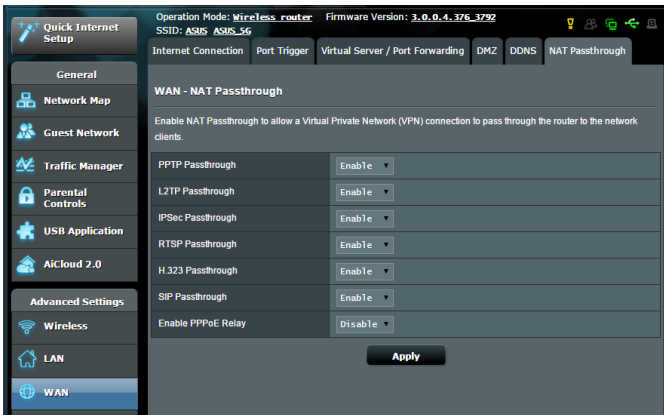 Quick Internet
Setup
Operation Mode: Wireless router Firmware Version: 3.0.0.4.376_3792
SSID: ASUS ASUS_5G
Internet Connection Port Trigger Virtual Server / Port Forwarding DMZ DDNS NAT Passthrough
General
Network Map
Guest Network
Traffic Manager
Parental
Controls
USB Application
AiCloud 2.0
Advanced Settings
Wireless
LAN
WAN
WAN - NAT Passthrough
Enable NAT Passthrough to allow a Virtual Private Network (VPN) connection to pass through the router to the network
clients.
PPTP Passthrough Enable
L2TP Passthrough Enable
IPSec Passthrough Enable
RTSP Passthrough Enable
H.323 Passthrough Enable
SIP Passthrough Enable
Enable PPPoE Relay Disable
Apply